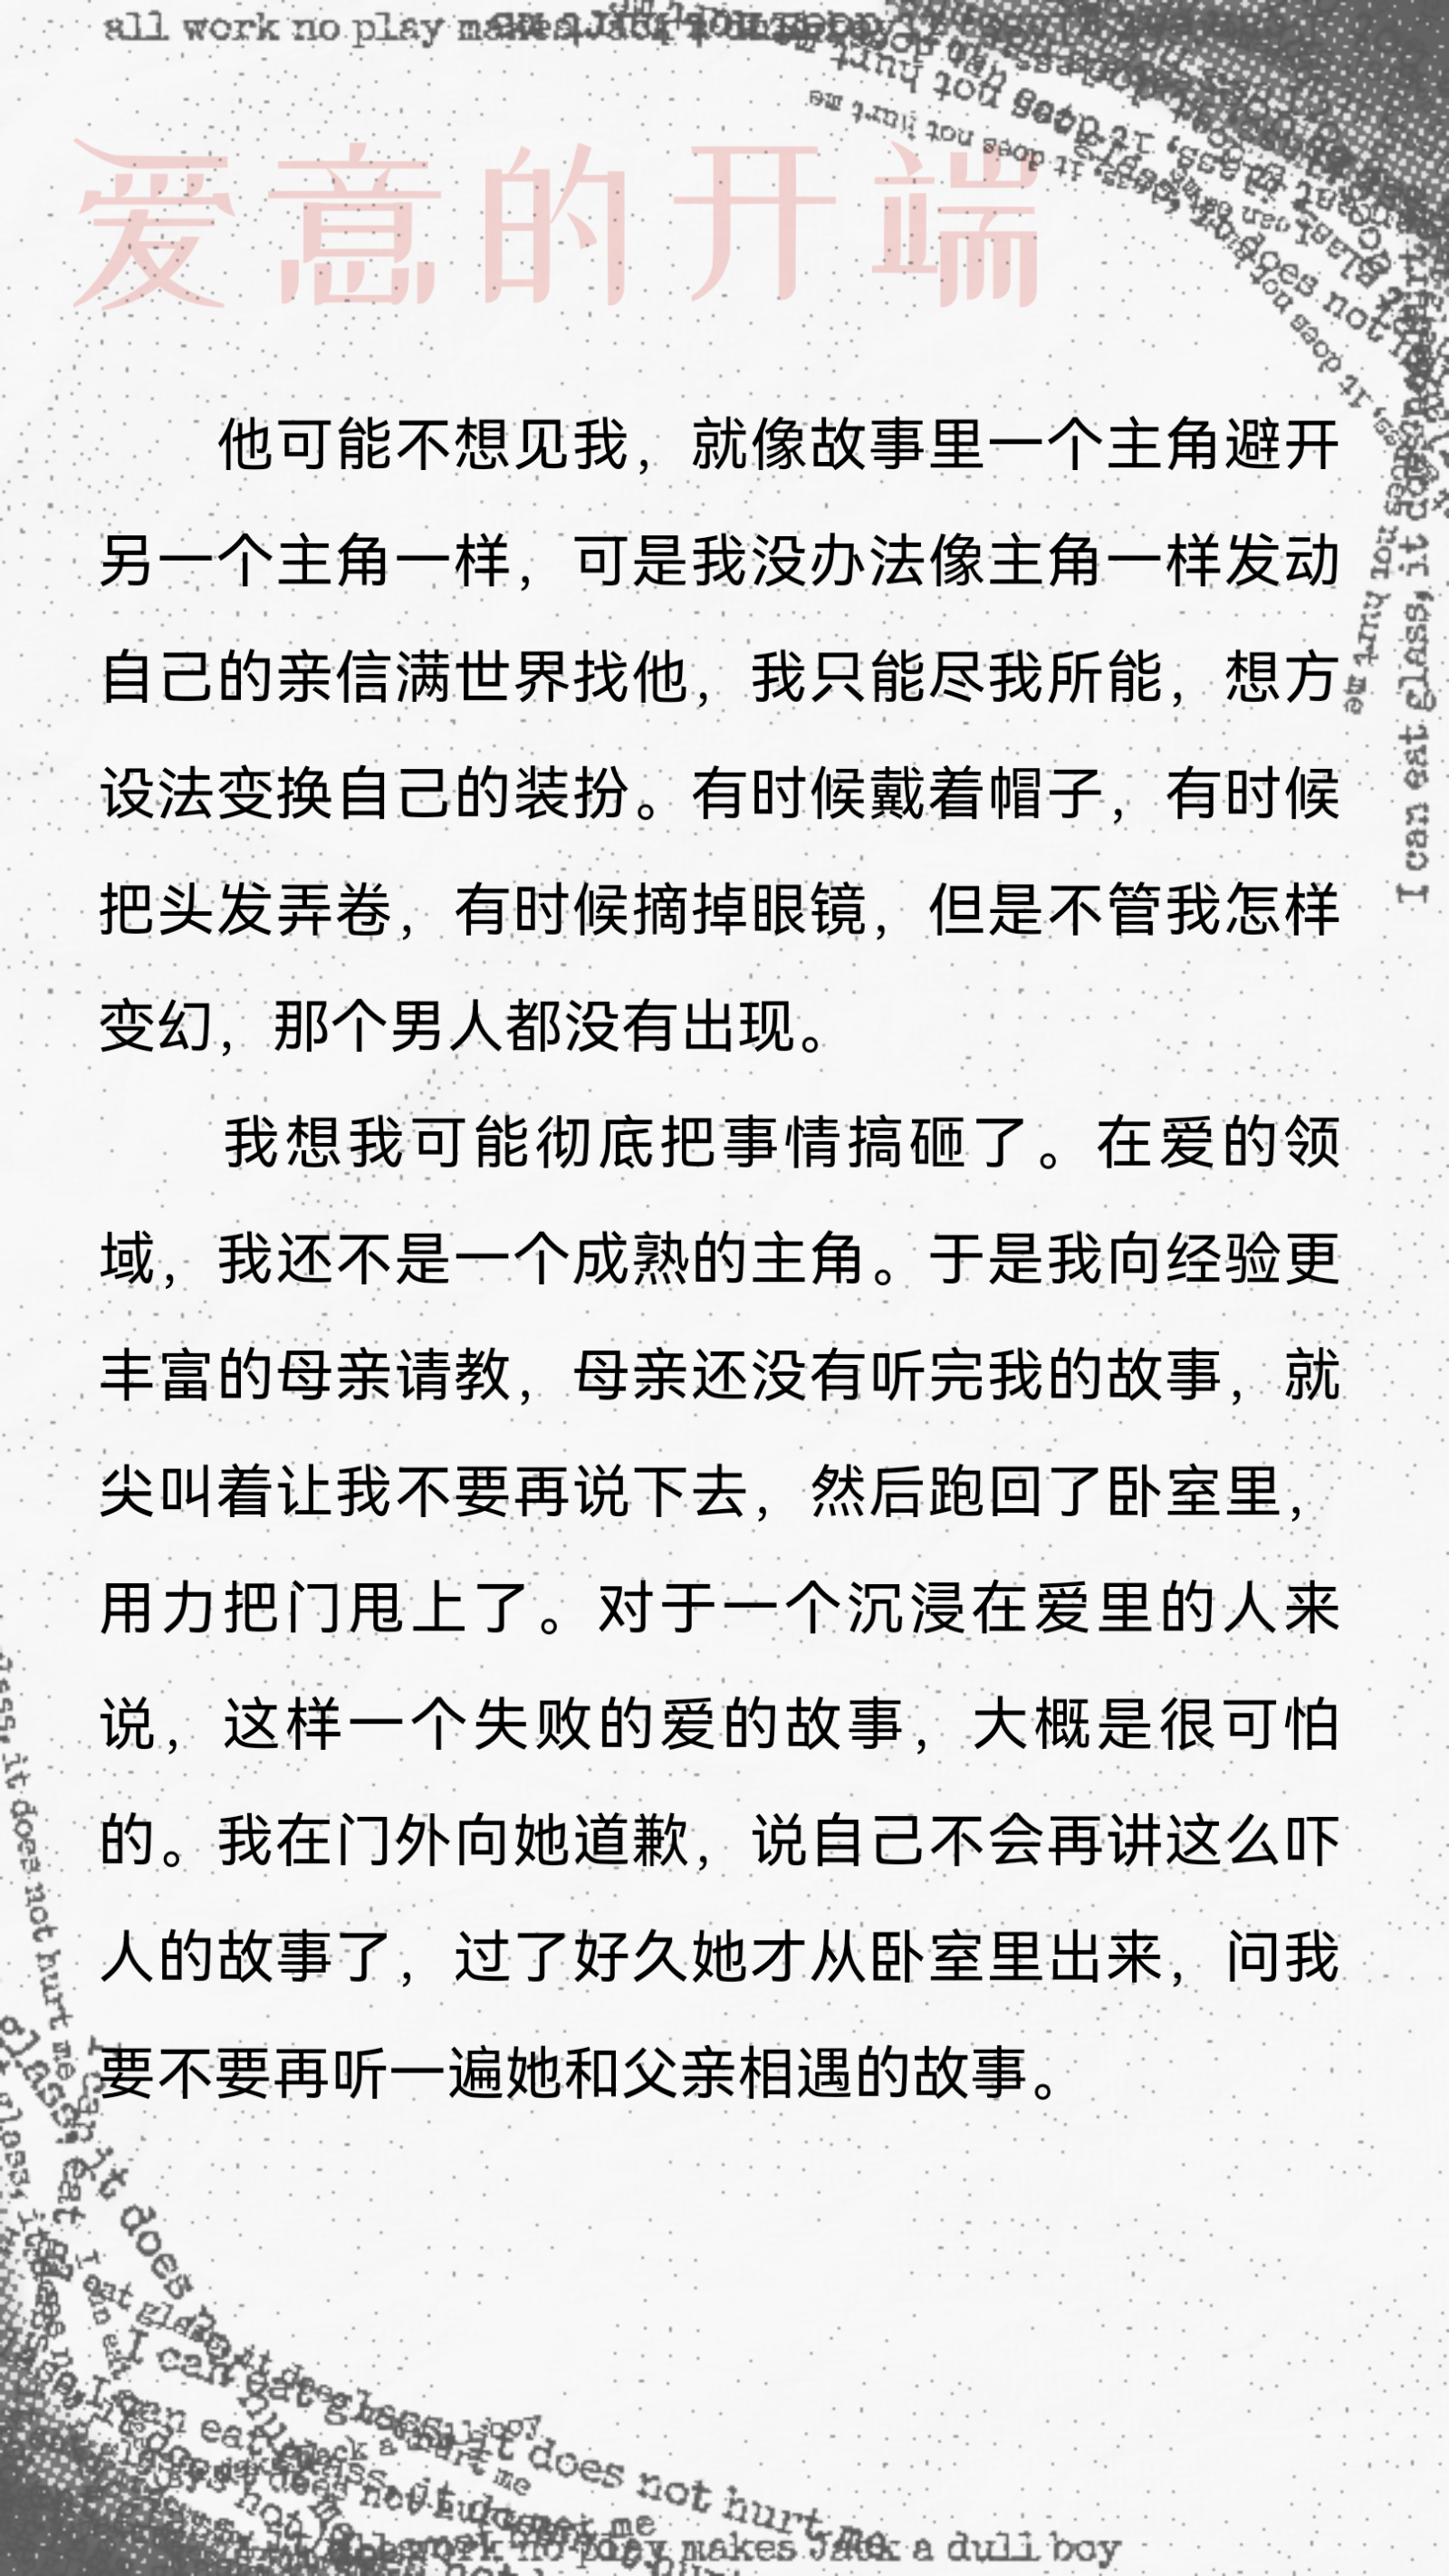 all work no play makes Jack a dull boy
爱意的开端
他可能不想见我，就像故事里一个主角避开
另一个主角一样，可是我没办法像主角一样发动
自己的亲信满世界找他，我只能尽我所能，想方
设法变换自己的装扮。有时候戴着帽子，有时候
把头发弄卷，有时候摘掉眼镜，但是不管我怎样
变幻，那个男人都没有出现。
我想我可能彻底把事情搞砸了。在爱的领
域，我还不是一个成熟的主角。于是我向经验更
丰富的母亲请教，母亲还没有听完我的故事，就
尖叫着让我不要再说下去，然后跑回了卧室里，
用力把门甩上了。对于一个沉浸在爱里的人来
说，这样一个失败的爱的故事，大概是很可怕
的。我在门外向她道歉，说自己不会再讲这么吓
人的故事了，过了好久她才从卧室里出来，问我
要不要再听一遍她和父亲相遇的故事。
I can eat glass, it does not hurt me
I can eat glass, it does not hurt me
work no play makes Jack a dull boy